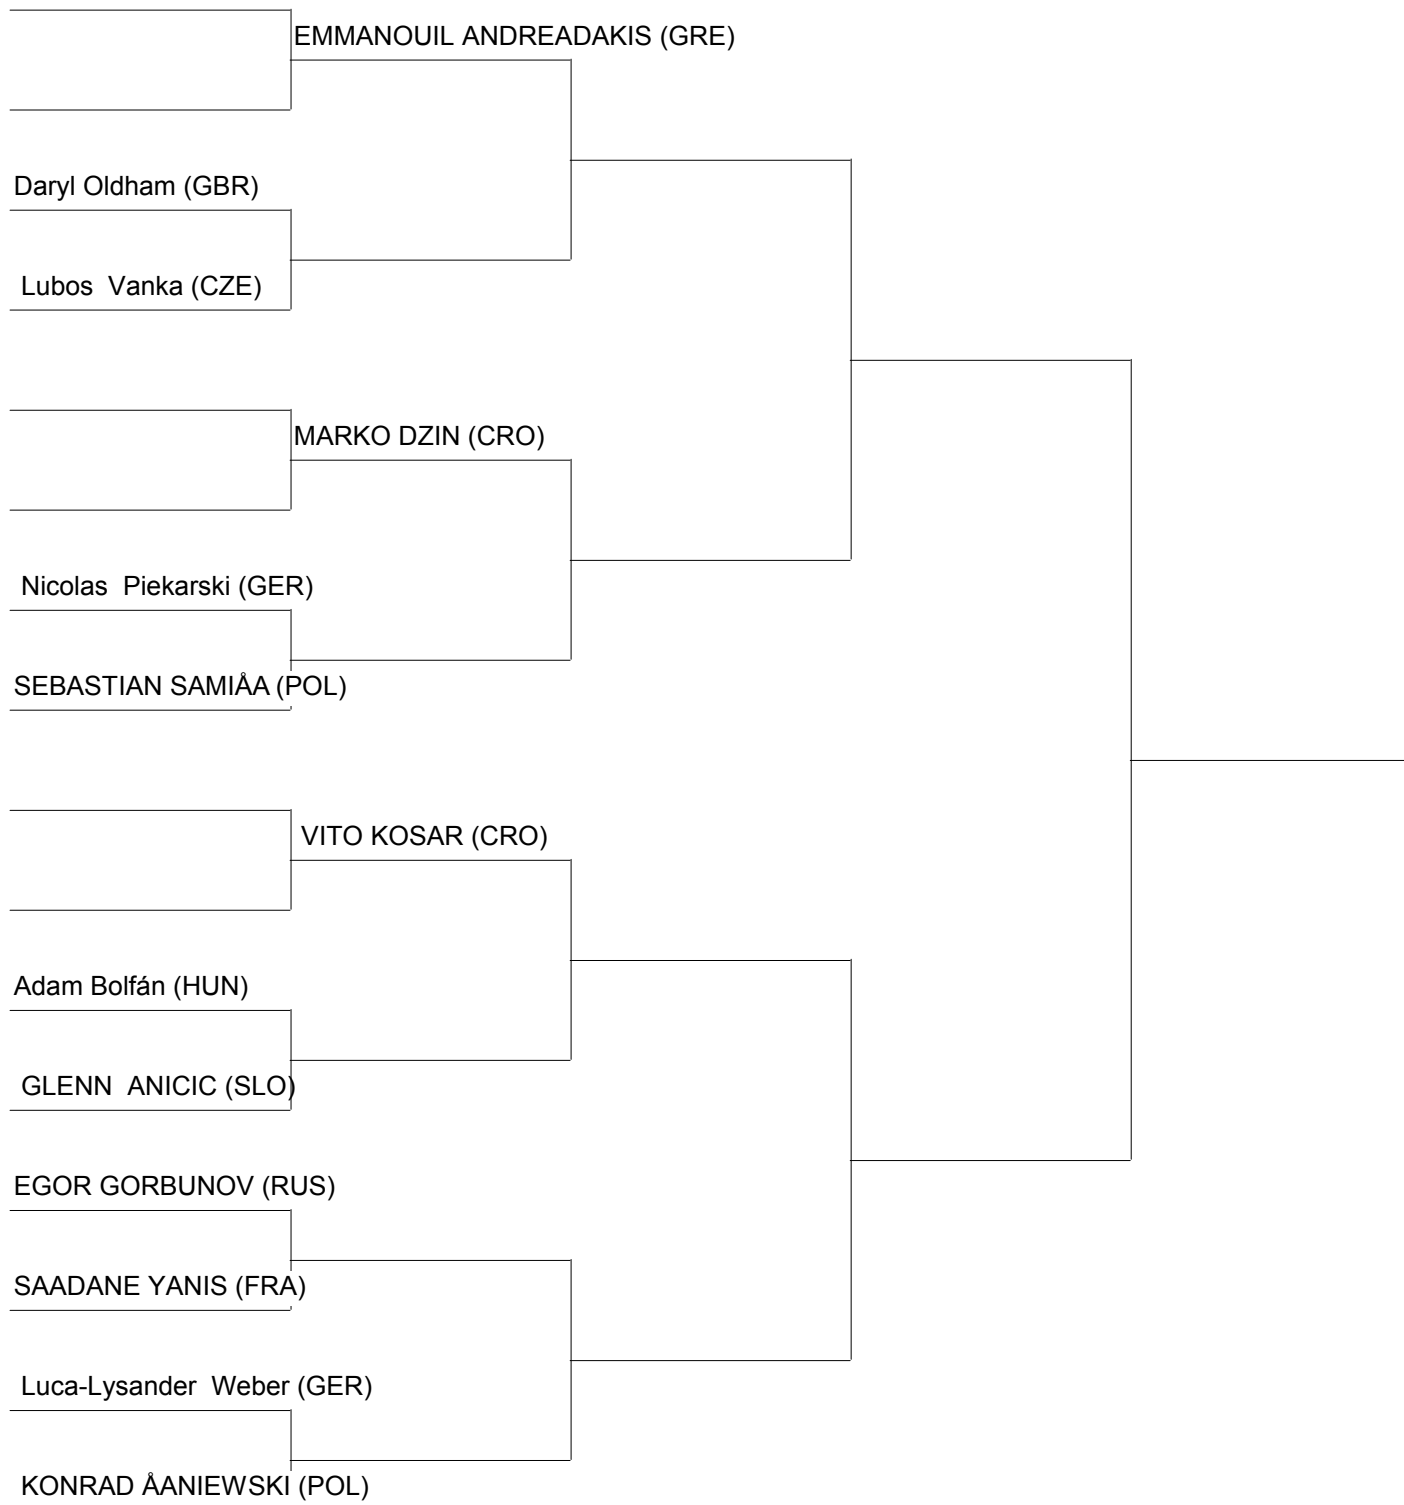 EMMANOUIL ANDREADAKIS (GRE)
Daryl Oldham (GBR)
Lubos Vanka (CZE)
MARKO DZIN (CRO)
Nicolas Piekarski (GER)
SEBASTIAN SAMIÅA (POL)
VITO KOSAR (CRO)
Adam Bolfán (HUN)
GLENN ANICIC (SLO)
EGOR GORBUNOV (RUS)
SAADANE YANIS (FRA)
Luca-Lysander Weber (GER)
KONRAD ÅANIEWSKI (POL)